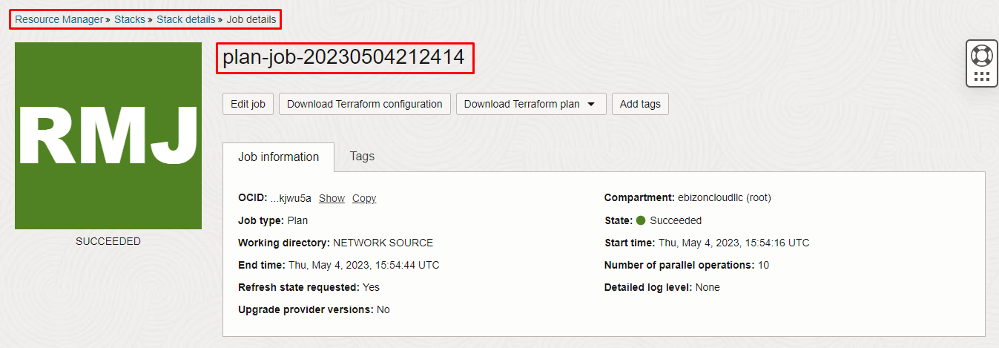 Resource Manager » Stacks » Stack details » Job details
plan-job-20230504212414
RMJ
SUCCEEDED
Edit job Download Terraform configuration Download Terraform plan Add tags
Job information Tags
OCID: ...kjwu5a Show Copy
Job type: Plan
Working directory: NETWORK SOURCE
End time: Thu, May 4, 2023, 15:54:44 UTC
Refresh state requested: Yes
Upgrade provider versions: No
Compartment: ebizoncloudllc (root)
State: Succeeded
Start time: Thu, May 4, 2023, 15:54:16 UTC
Number of parallel operations: 10
Detailed log level: None